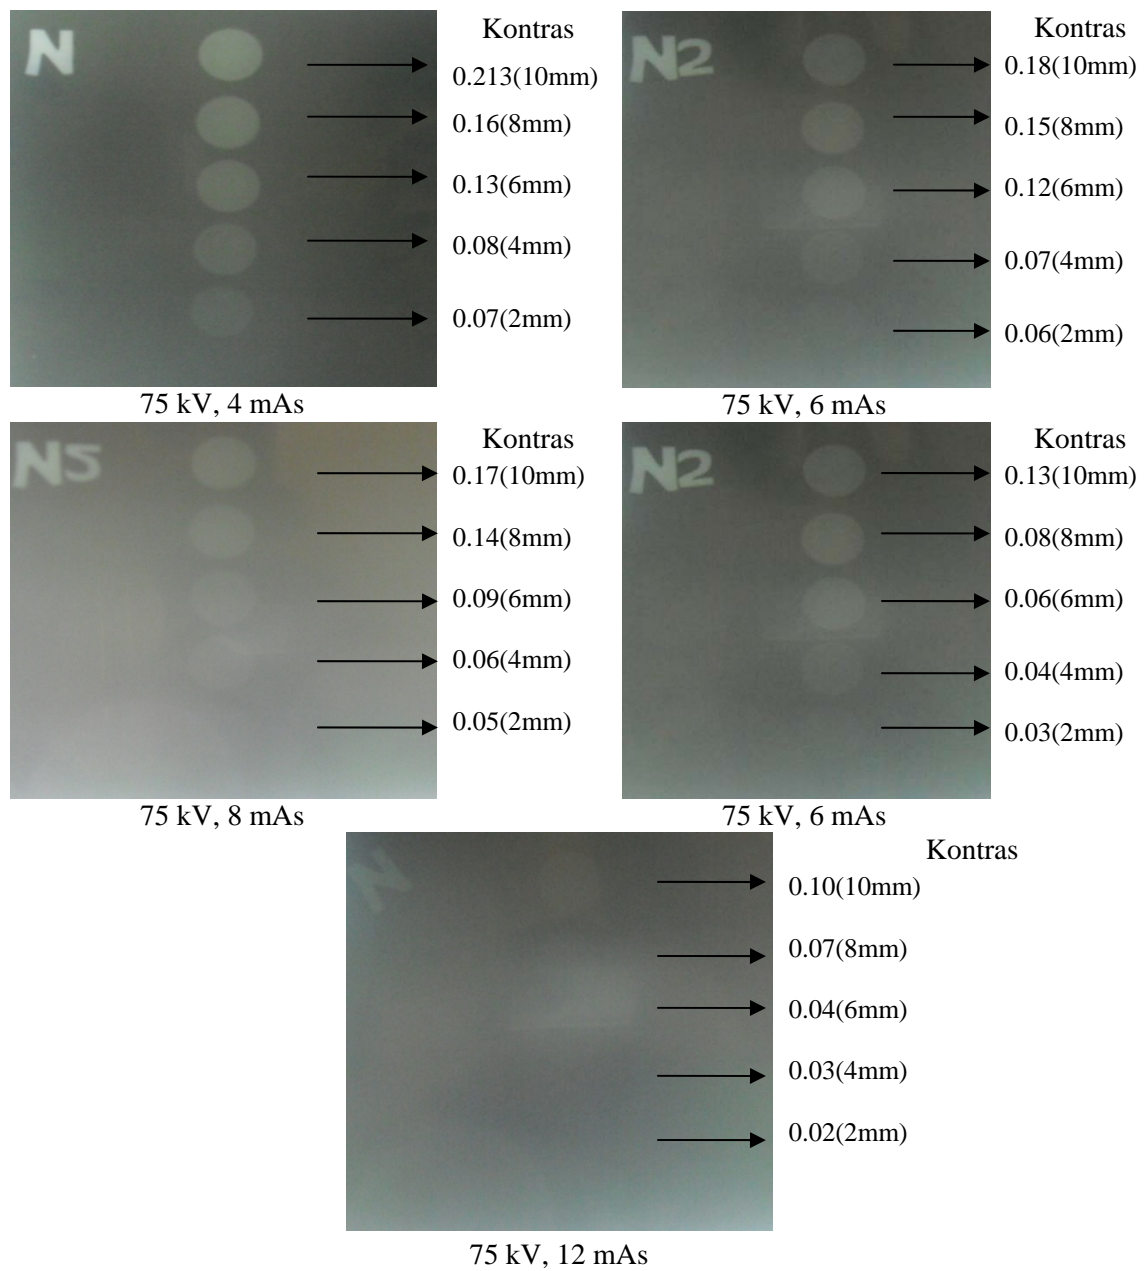 N
Kontras
0.213(10mm)
0.16(8mm)
0.13(6mm)
0.08(4mm)
0.07(2mm)
75 kV, 4 mAs
N2
Kontras
0.18(10mm)
0.15(8mm)
0.12(6mm)
0.07(4mm)
0.06(2mm)
75 kV, 6 mAs
N5
Kontras
0.17(10mm)
0.14(8mm)
0.09(6mm)
0.06(4mm)
0.05(2mm)
75 kV, 8 mAs
N2
Kontras
0.13(10mm)
0.08(8mm)
0.06(6mm)
0.04(4mm)
0.03(2mm)
75 kV, 6 mAs
N
Kontras
0.10(10mm)
0.07(8mm)
0.04(6mm)
0.03(4mm)
0.02(2mm)
75 kV, 12 mAs